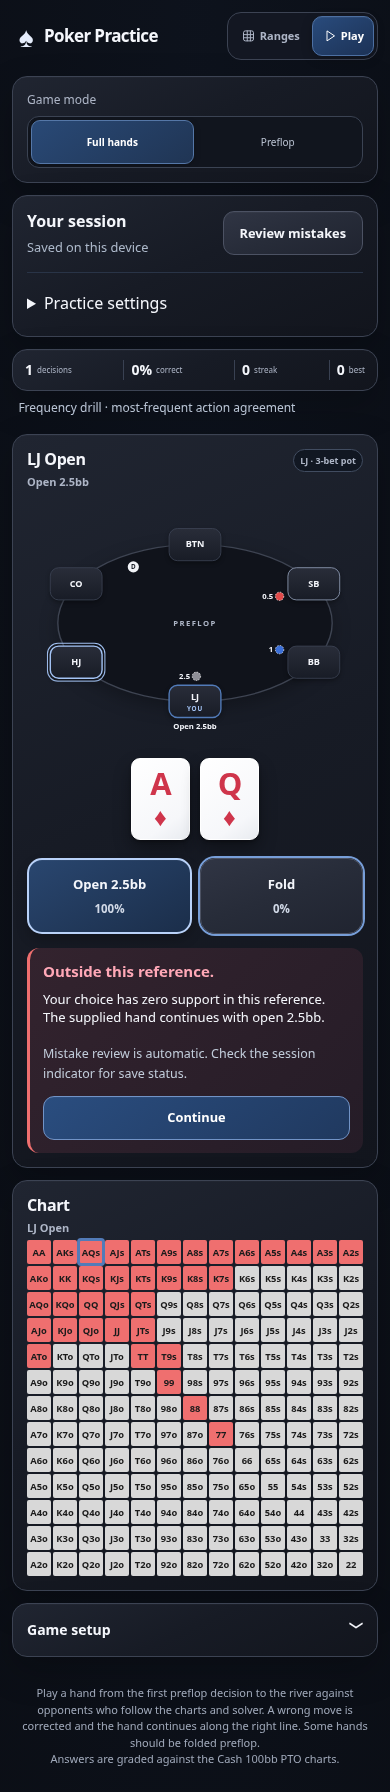 Poker Practice
Ranges
Play
Game mode
Full hands
Preflop
Your session
Saved on this device
Review mistakes
Practice settings
1 decisions 0% correct 0 streak 0 best
Frequency drill · most-frequent action agreement
LJ Open
LJ · 3-bet pot
Open 2.5bb
BTN
D
CO
SB
0.5
PREFLOP
HJ
1
BB
2.5
LJ
YOU
Open 2.5bb
A Q
♦ ♦
Open 2.5bb
100%
Fold
0%
Outside this reference.
Your choice has zero support in this reference.
The supplied hand continues with open 2.5bb.
Mistake review is automatic. Check the session
indicator for save status.
Continue
Chart
LJ Open
AA AKs AQs AJs ATs A9s A8s A7s A6s A5s A4s A3s A2s
AKo KK KQs KJs KTs K9s K8s K7s K6s K5s K4s K3s K2s
AQo KQo QQ QJs QTs Q9s Q8s Q7s Q6s Q5s Q4s Q3s Q2s
AJo KJo QJo JJ JTs J9s J8s J7s J6s J5s J4s J3s J2s
ATo KTo QTo JTo TT T9s T8s T7s T6s T5s T4s T3s T2s
A9o K9o Q9o J9o T9o 99 98s 97s 96s 95s 94s 93s 92s
A8o K8o Q8o J8o T8o 98o 88 87s 86s 85s 84s 83s 82s
A7o K7o Q7o J7o T7o 97o 87o 77 76s 75s 74s 73s 72s
A6o K6o Q6o J6o T6o 96o 86o 76o 66 65s 64s 63s 62s
A5o K5o Q5o J5o T5o 95o 85o 75o 65o 55 54s 53s 52s
A4o K4o Q4o J4o T4o 94o 84o 74o 64o 54o 44 43s 42s
A3o K3o Q3o J3o T3o 93o 83o 73o 63o 53o 43o 33 32s
A2o K2o Q2o J2o T2o 92o 82o 72o 62o 52o 42o 32o 22
Game setup
Play a hand from the first preflop decision to the river against
opponents who follow the charts and solver. A wrong move is
corrected and the hand continues along the right line. Some hands
should be folded preflop.
Answers are graded against the Cash 100bb PTO charts.